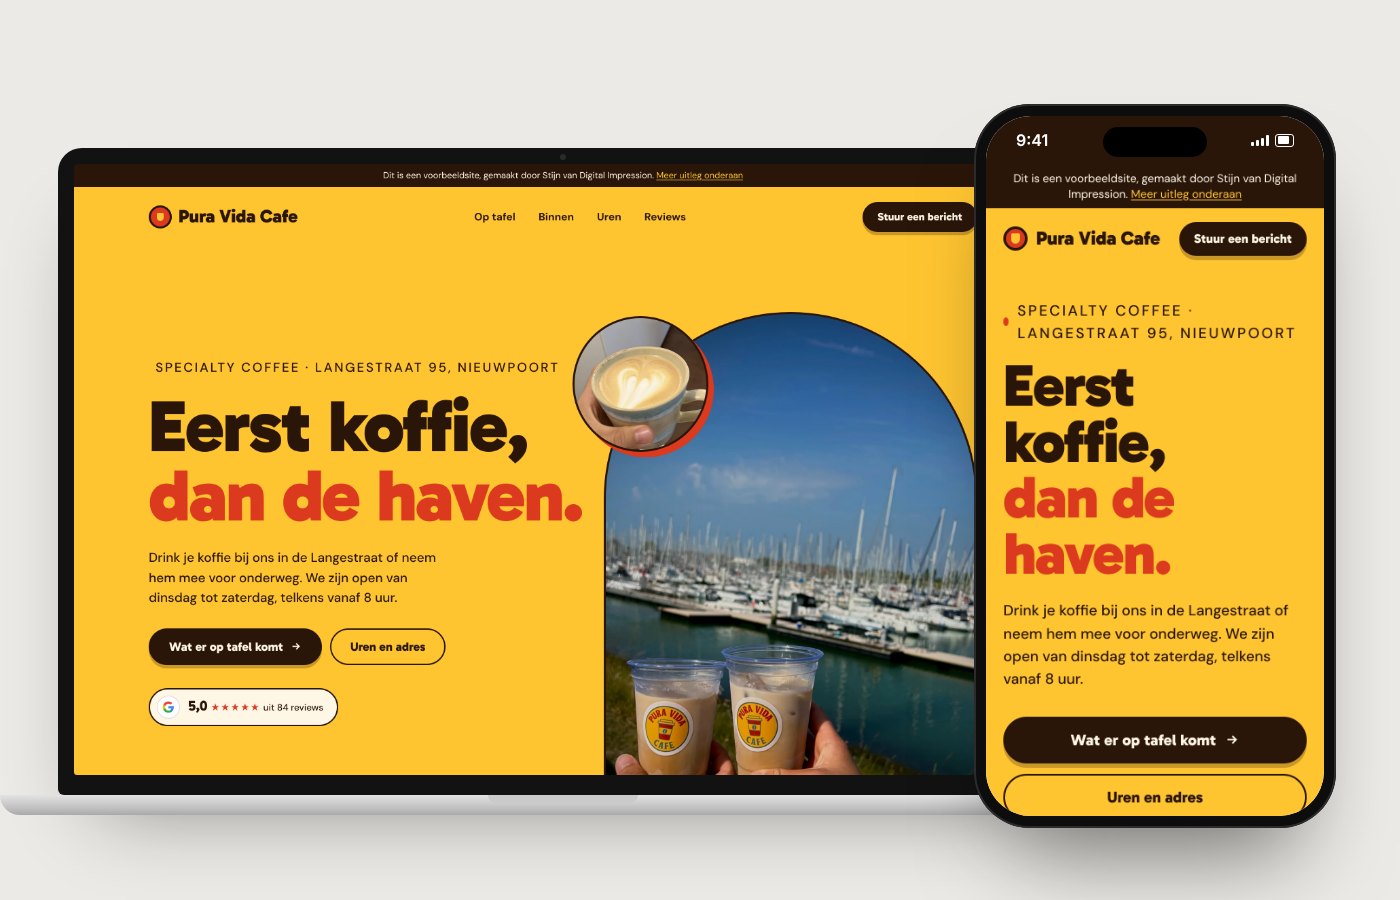 Dit is een voorbeeldsite, gemaakt door Stijn van Digital Impression. Meer uitleg onderaan
Pura Vida Cafe
Op tafel
Binnen
Uren
Reviews
Stuur een bericht
SPECIALTY COFFEE · LANGESTRAAT 95, NIEUWPOORT
Eerst koffie,
dan de haven.
Drink je koffie bij ons in de Langestraat of neem
hem mee voor onderweg. We zijn open van
dinsdag tot zaterdag, telkens vanaf 8 uur.
Wat er op tafel komt →
Uren en adres
G 5,0 ★★★★★ uit 84 reviews
PURA VIDA
CAFE
PURA VIDA
CAFE
9:41
Dit is een voorbeeldsite, gemaakt door Stijn van Digital
Impression. Meer uitleg onderaan
Pura Vida Cafe
Stuur een bericht
SPECIALTY COFFEE ·
LANGESTRAAT 95, NIEUWPOORT
Eerst
koffie,
dan de
haven.
Drink je koffie bij ons in de Langestraat of
neem hem mee voor onderweg. We zijn
open van dinsdag tot zaterdag, telkens
vanaf 8 uur.
Wat er op tafel komt →
Uren en adres